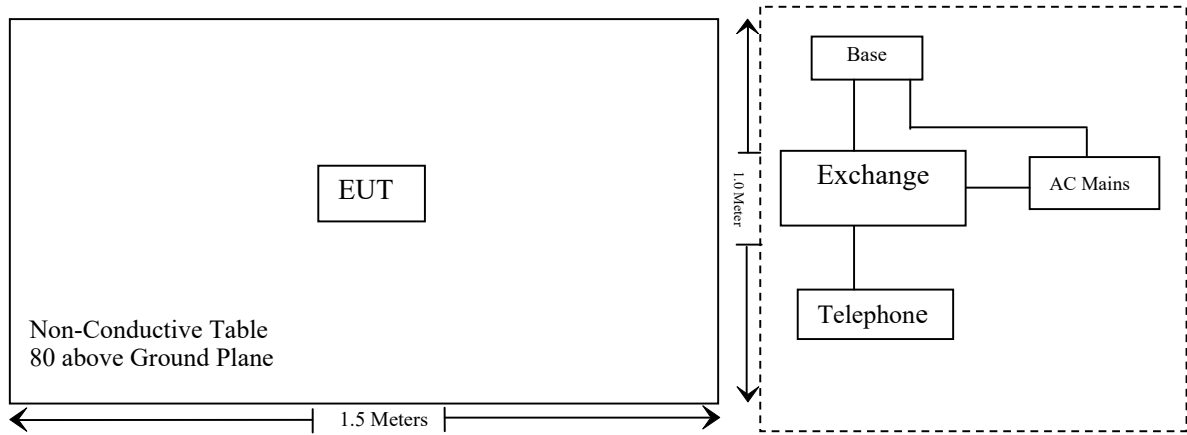 EUT
Non-Conductive Table
80 above Ground Plane
1.5 Meters
1.0 Meter
Base
Exchange
AC Mains
Telephone